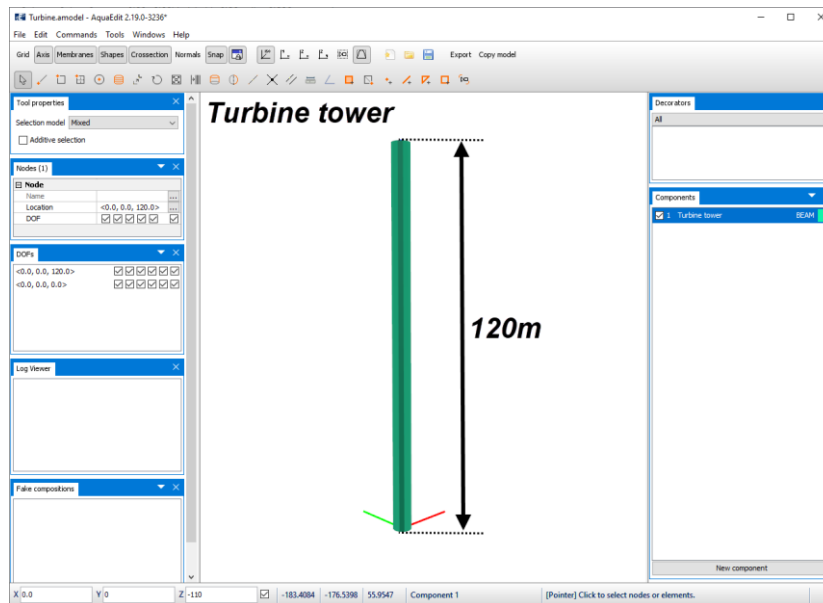 Turbine.amodel - AquaEdit 2.19.0-3236*
File Edit Commands Tools Windows Help
Grid Axis Membranes Shapes Crossection Normals Snap Export Copy model
Tool properties
Selection model Mixed
Additive selection
Nodes (1)
Node
Name
Location <0.0, 0.0, 120.0>
DOF
DOFs
<0.0, 0.0, 120.0>
<0.0, 0.0, 0.0>
Log Viewer
Fake compositions
Turbine tower
120m
Decorators
All
Components
1 Turbine tower BEAM
New component
X 0.0 Y 0 Z -110 -183.4084 -176.5398 55.9547 Component 1 [Pointer] Click to select nodes or elements.